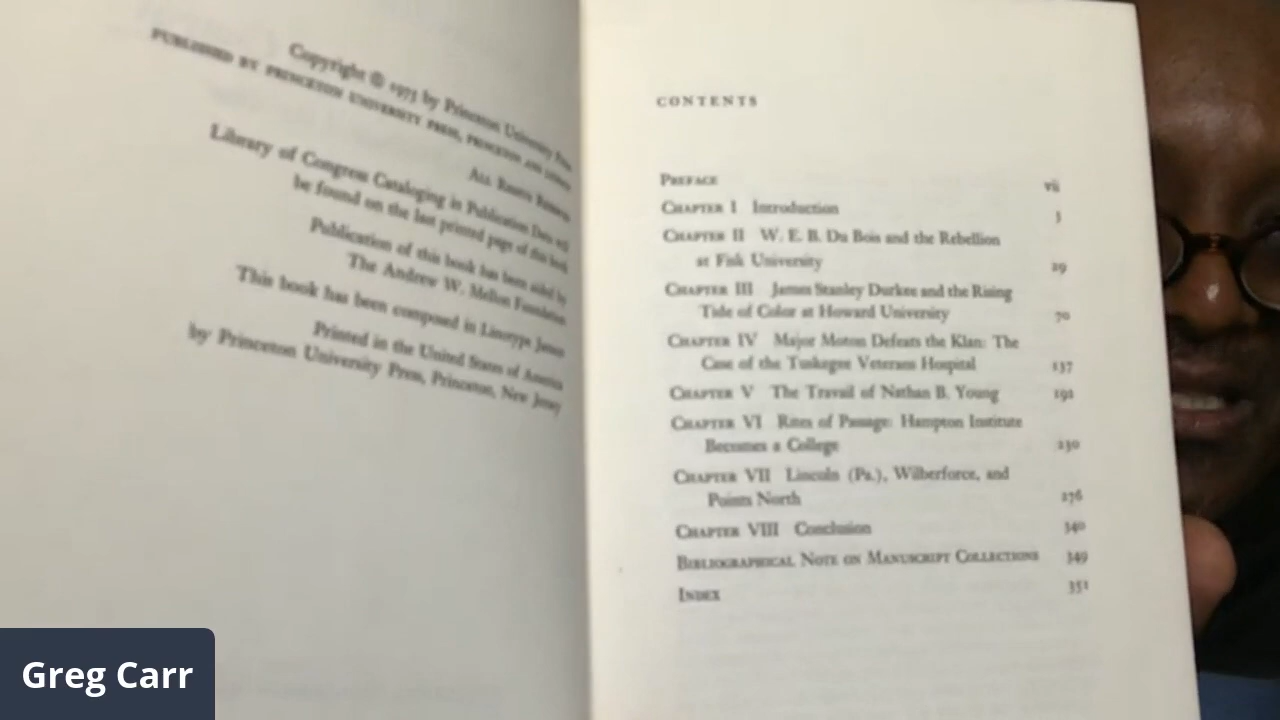 Copyright © 1975 by Princeton University Press
PUBLISHED BY PRINCETON UNIVERSITY PRESS, PRINCETON AND LONDON
ALL RIGHTS RESERVED
Library of Congress Cataloging in Publication Data will
be found on the last printed page of this book
Publication of this book has been aided by
The Andrew W. Mellon Foundation
This book has been composed in Linotype Janson
Printed in the United States of America
by Princeton University Press, Princeton, New Jersey
CONTENTS
PREFACE vii
CHAPTER I Introduction 3
CHAPTER II W. E. B. Du Bois and the Rebellion
at Fisk University 29
CHAPTER III James Stanley Durkee and the Rising
Tide of Color at Howard University 70
CHAPTER IV Major Moton Defeats the Klan: The
Case of the Tuskegee Veterans Hospital 137
CHAPTER V The Travail of Nathan B. Young 192
CHAPTER VI Rites of Passage: Hampton Institute
Becomes a College 230
CHAPTER VII Lincoln (Pa.), Wilberforce, and
Points North 276
CHAPTER VIII Conclusion 340
BIBLIOGRAPHICAL NOTE ON MANUSCRIPT COLLECTIONS 349
INDEX 351
Greg Carr